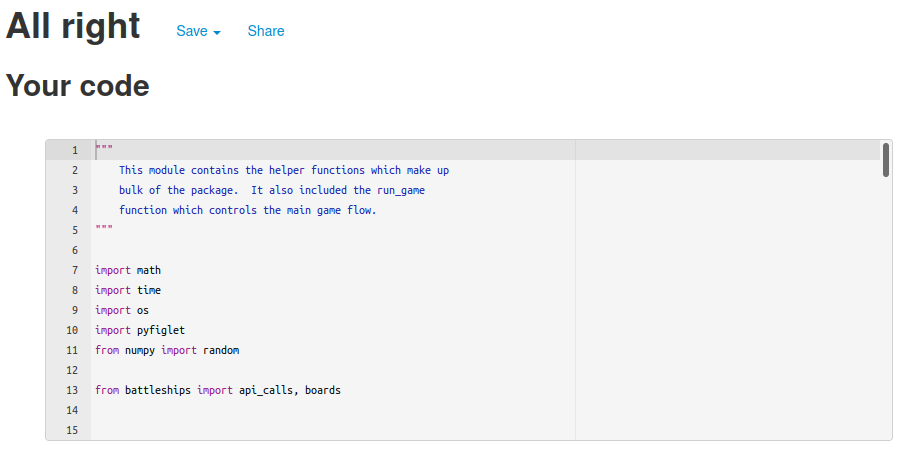 All right Save Share
Your code
1 """
2     This module contains the helper functions which make up
3     bulk of the package.  It also included the run_game
4     function which controls the main game flow.
5 """
6
7 import math
8 import time
9 import os
10 import pyfiglet
11 from numpy import random
12
13 from battleships import api_calls, boards
14
15